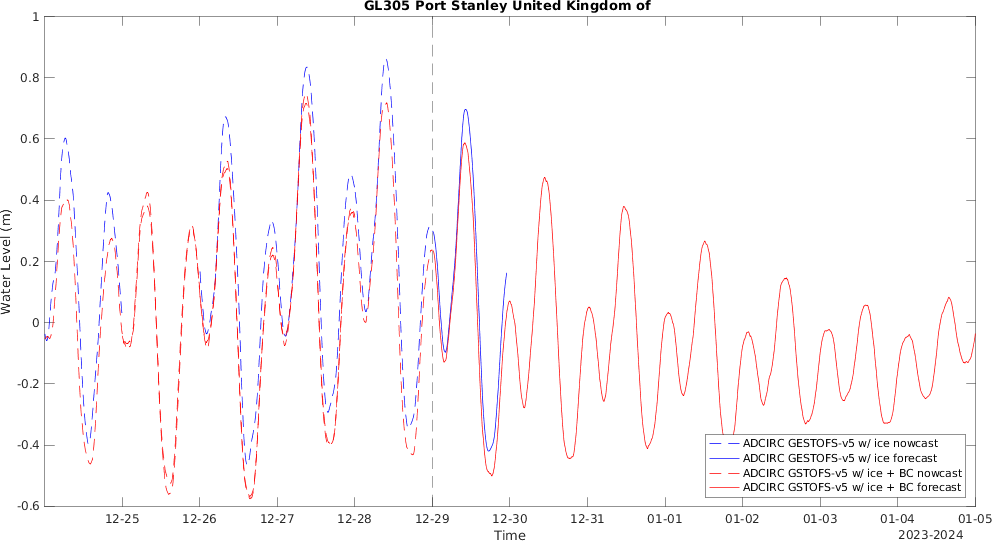 GL305 Port Stanley United Kingdom of
Water Level (m)
1
0.8
0.6
0.4
0.2
0
-0.2
-0.4
-0.6
12-25 12-26 12-27 12-28 12-29 12-30 12-31 01-01 01-02 01-03 01-04 01-05
Time
2023-2024
ADCIRC GESTOFS-v5 w/ ice nowcast
ADCIRC GESTOFS-v5 w/ ice forecast
ADCIRC GSTOFS-v5 w/ ice + BC nowcast
ADCIRC GSTOFS-v5 w/ ice + BC forecast